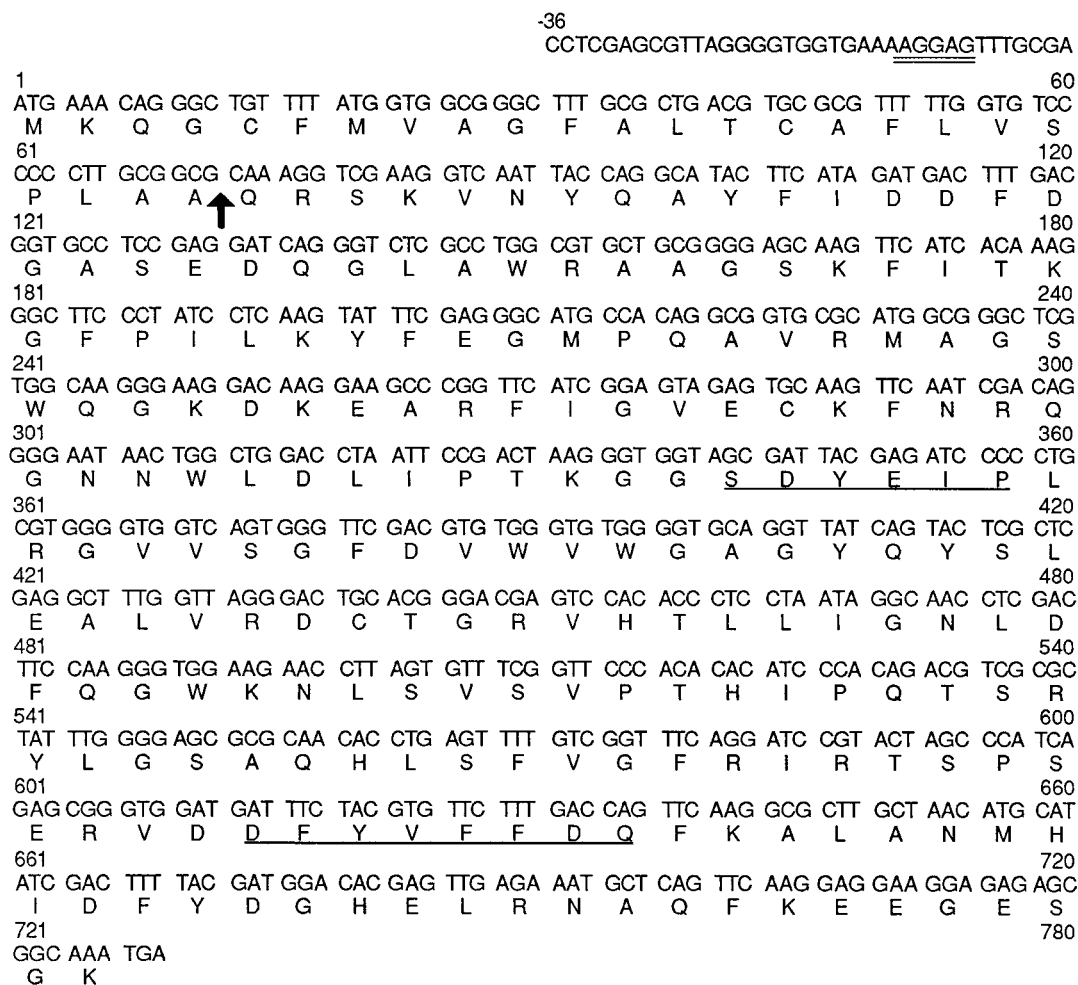 -36
CCTCGAGCGTTAGGGGTGGTGAAAAGGAGTTTGCGA
1 60
ATG AAA CAG GGC TGT TTT ATG GTG GCG GGC TTT GCG CTG ACG TGC GCG TTT TTG GTG TCC
M K Q G C F M V A G F A L T C A F L V S
61 120
CCC CTT GCG GCG CAA AGG TCG AAG GTC AAT TAC CAG GCA TAC TTC ATA GAT GAC TTT GAC
P L A A Q R S K V N Y Q A Y F I D D F D
121 180
GGT GCC TCC GAG GAT CAG GGT CTC GCC TGG CGT GCT GCG GGG AGC AAG TTC ATC ACA AAG
G A S E D Q G L A W R A A G S K F I T K
181 240
GGC TTC CCT ATC CTC AAG TAT TTC GAG GGC ATG CCA CAG GCG GTG CGC ATG GCG GGC TCG
G F P I L K Y F E G M P Q A V R M A G S
241 300
TGG CAA GGG AAG GAC AAG GAA GCC CGG TTC ATC GGA GTA GAG TGC AAG TTC AAT CGA CAG
W Q G K D K E A R F I G V E C K F N R Q
301 360
GGG AAT AAC TGG CTG GAC CTA ATT CCG ACT AAG GGT GGT AGC GAT TAC GAG ATC CCC CTG
G N N W L D L I P T K G G S D Y E I P L
361 420
CGT GGG GTG GTC AGT GGG TTC GAC GTG TGG GTG TGG GGT GCA GGT TAT CAG TAC TCG CTC
R G V V S G F D V W V W G A G Y Q Y S L
421 480
GAG GCT TTG GTT AGG GAC TGC ACG GGA CGA GTC CAC ACC CTC CTA ATA GGC AAC CTC GAC
E A L V R D C T G R V H T L L I G N L D
481 540
TTC CAA GGG TGG AAG AAC CTT AGT GTT TCG GTT CCC ACA CAC ATC CCA CAG ACG TCG CGC
F Q G W K N L S V S V P T H I P Q T S R
541 600
TAT TTG GGG AGC GCG CAA CAC CTG AGT TTT GTC GGT TTC AGG ATC CGT ACT AGC CCA TCA
Y L G S A Q H L S F V G F R I R T S P S
601 660
GAG CGG GTG GAT GAT TTC TAC GTG TTC TTT GAC CAG TTC AAG GCG CTT GCT AAC ATG CAT
E R V D D F Y V F F D Q F K A L A N M H
661 720
ATC GAC TTT TAC GAT GGA CAC GAG TTG AGA AAT GCT CAG TTC AAG GAG GAA GGA GAG AGC
I D F Y D G H E L R N A Q F K E E G E S
721 780
GGC AAA TGA
G K